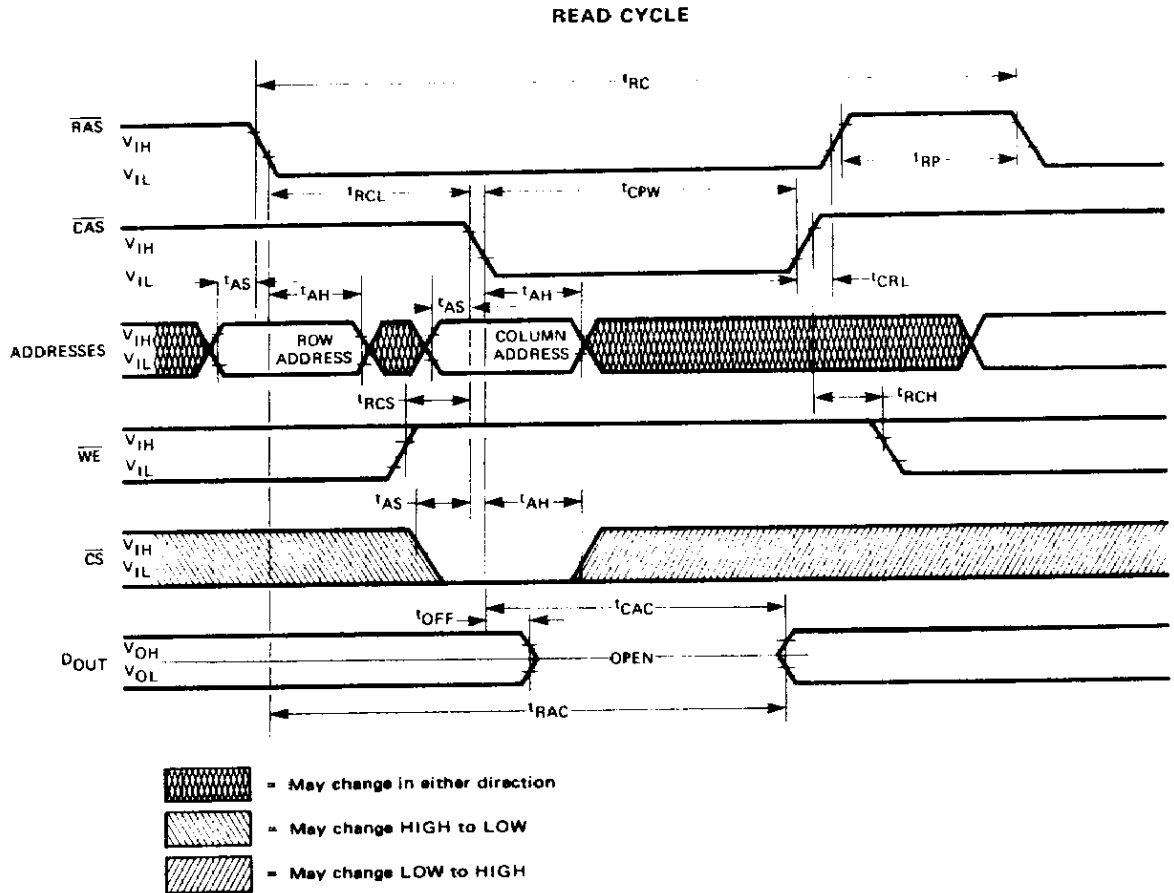 READ CYCLE
tRC
RAS
VIH
VIL
tRP
tRCL
tCPW
CAS
VIH
VIL
tAS
tAH
tAS
tAH
tCRL
ADDRESSES
VIH
VIL
ROW
ADDRESS
COLUMN
ADDRESS
tRCS
tRCH
WE
VIH
VIL
tAS
tAH
CS
VIH
VIL
tOFF
tCAC
DOUT
VOH
VOL
OPEN
tRAC
= May change in either direction
= May change HIGH to LOW
= May change LOW to HIGH